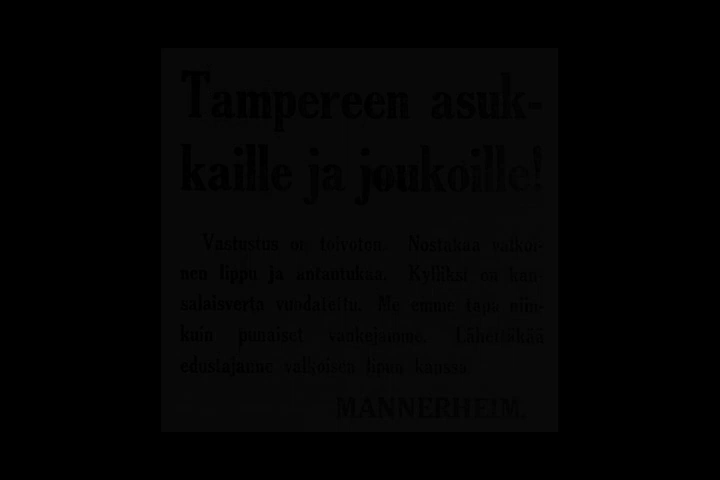 Tampereen asuk-
kaille ja joukoille!
Vastustus on toivoton. Nostakaa valkoi-
nen lippu ja antautukaa. Kylliksi on kan-
salaisverta vuodatettu. Me emme tapa niin-
kuin punaiset vankejamme. Lähettäkää
edustajanne valkoisen lipun kanssa.
MANNERHEIM.